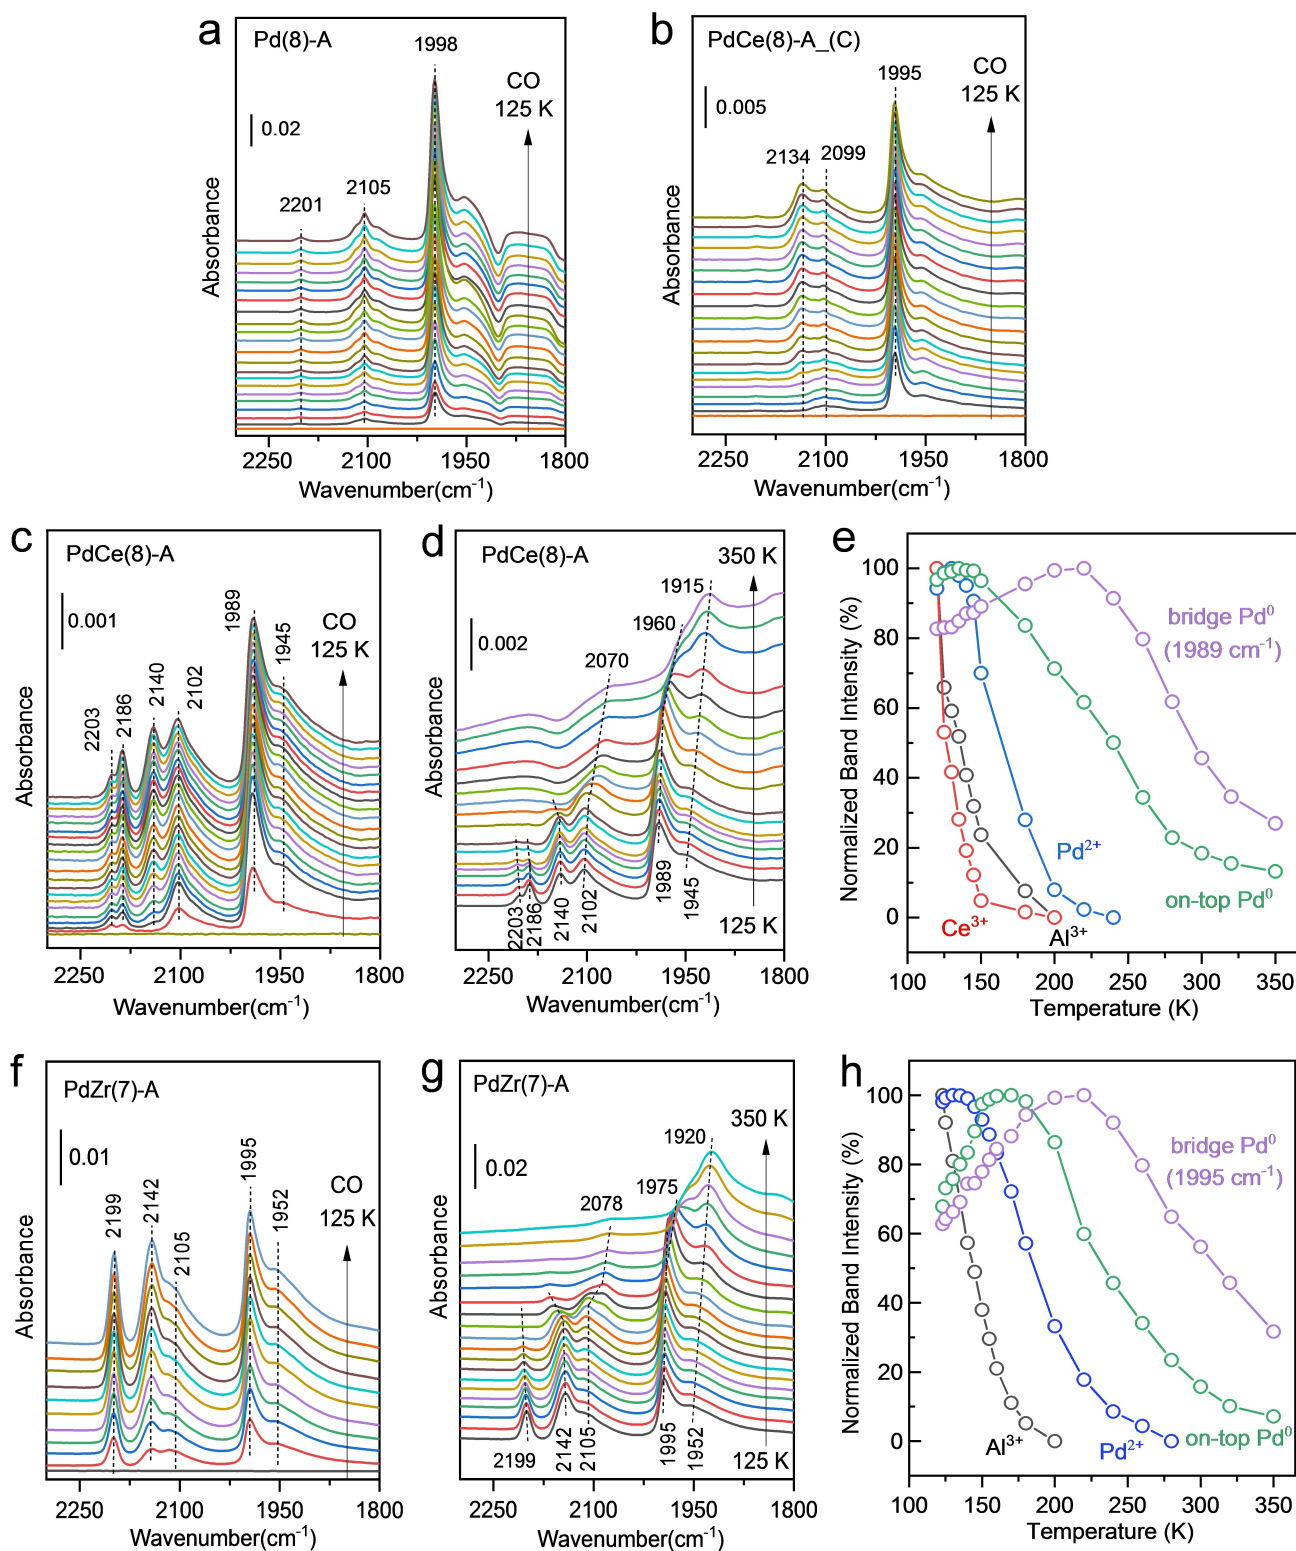 a
Pd(8)-A
1998
CO
125 K
0.02
2105
2201
Absorbance
2250 2100 1950 1800
Wavenumber(cm⁻¹)
b
PdCe(8)-A_(C)
1995
CO
125 K
0.005
2134 2099
Absorbance
2250 2100 1950 1800
Wavenumber(cm⁻¹)
c
PdCe(8)-A
0.001
1989
CO
125 K
1945
2140
2102
2186
2203
Absorbance
2250 2100 1950 1800
Wavenumber(cm⁻¹)
d
PdCe(8)-A
350 K
1915
1960
0.002
2070
Absorbance
2203
2186
2140
2102
1989
1945
125 K
2250 2100 1950 1800
Wavenumber(cm⁻¹)
e
Normalized Band Intensity (%)
100
80
60
40
20
0
bridge Pd⁰
(1989 cm⁻¹)
Pd²⁺
on-top Pd⁰
Ce³⁺
Al³⁺
100 150 200 250 300 350
Temperature (K)
f
PdZr(7)-A
0.01
1995
CO
125 K
2199
2142
2105
1952
Absorbance
2250 2100 1950 1800
Wavenumber(cm⁻¹)
g
PdZr(7)-A
350 K
1920
0.02
1975
2078
Absorbance
2199
2142
2105
1995
1952
125 K
2250 2100 1950 1800
Wavenumber(cm⁻¹)
h
Normalized Band Intensity (%)
100
80
60
40
20
0
bridge Pd⁰
(1995 cm⁻¹)
Al³⁺
Pd²⁺
on-top Pd⁰
100 150 200 250 300 350
Temperature (K)